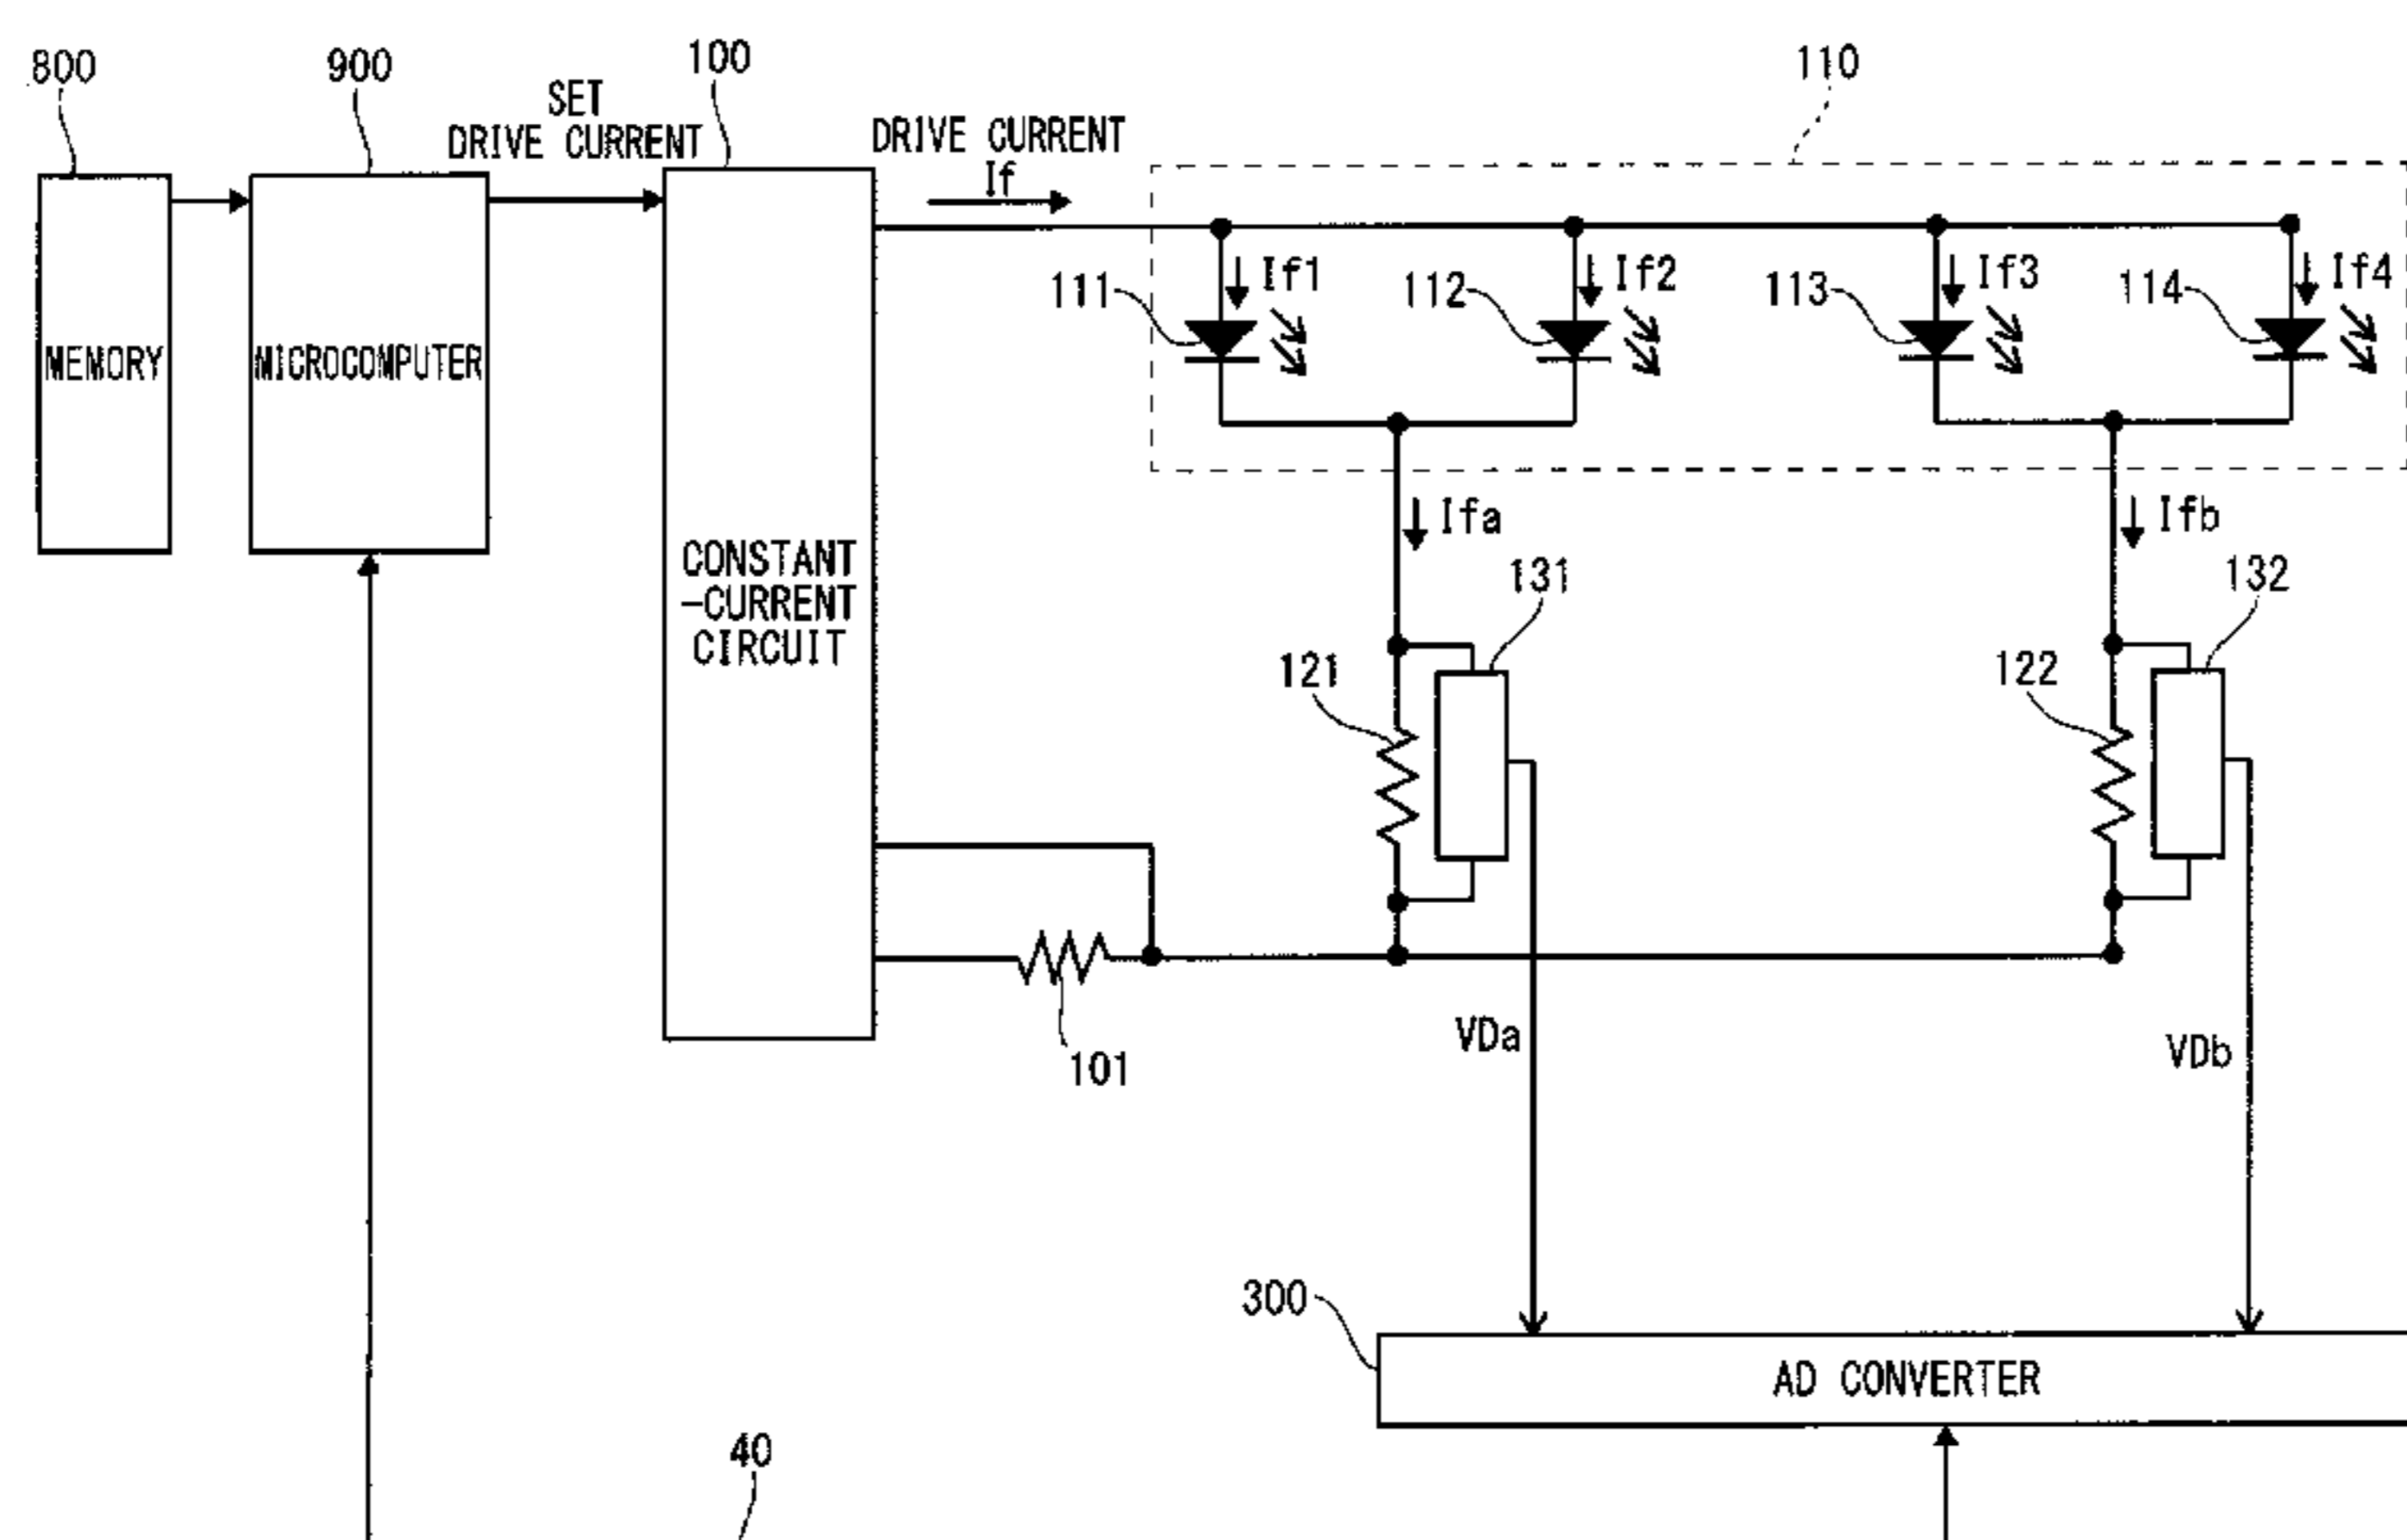 800
900
100
110
SET
DRIVE CURRENT
DRIVE CURRENT
If
If1
If2
If3
If4
111
112
113
114
MEMORY
MICROCOMPUTER
CONSTANT
-CURRENT
CIRCUIT
Ifa
Ifb
131
132
121
122
101
VDa
VDb
300
AD CONVERTER
40